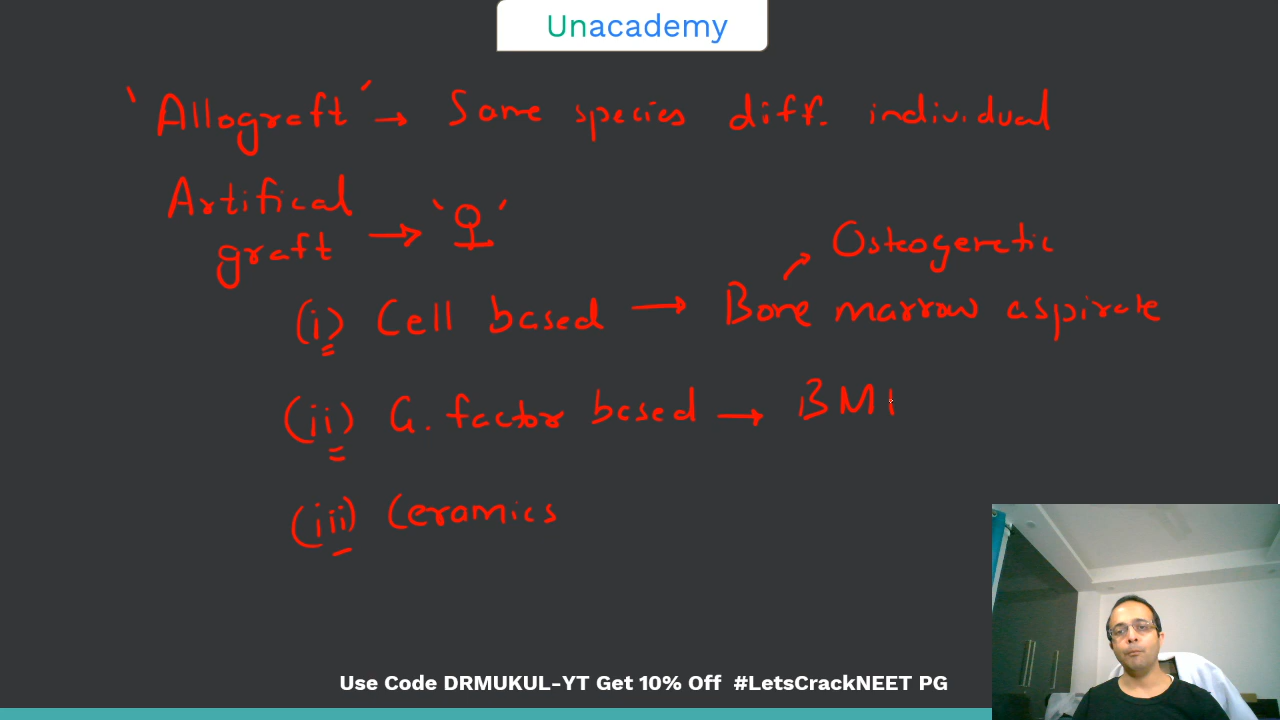 Unacademy
'Allograft' → Same species diff. individual
Artifical graft → ' '
Osteogenetic
(i) Cell based → Bone marrow aspirate
(ii) G. factor based → BM
(iii) Ceramics
Use Code DRMUKUL-YT Get 10% Off #LetsCrackNEET PG